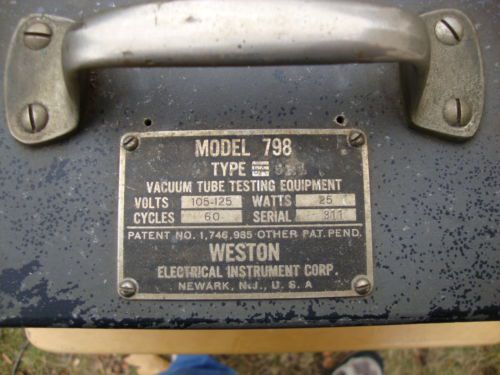 MODEL 798
TYPE
VACUUM TUBE TESTING EQUIPMENT
VOLTS 105-125 WATTS 25
CYCLES 60 SERIAL 311
PATENT NO. 1,746,935 OTHER PAT. PEND.
WESTON
ELECTRICAL INSTRUMENT CORP.
NEWARK, N.J., U.S.A